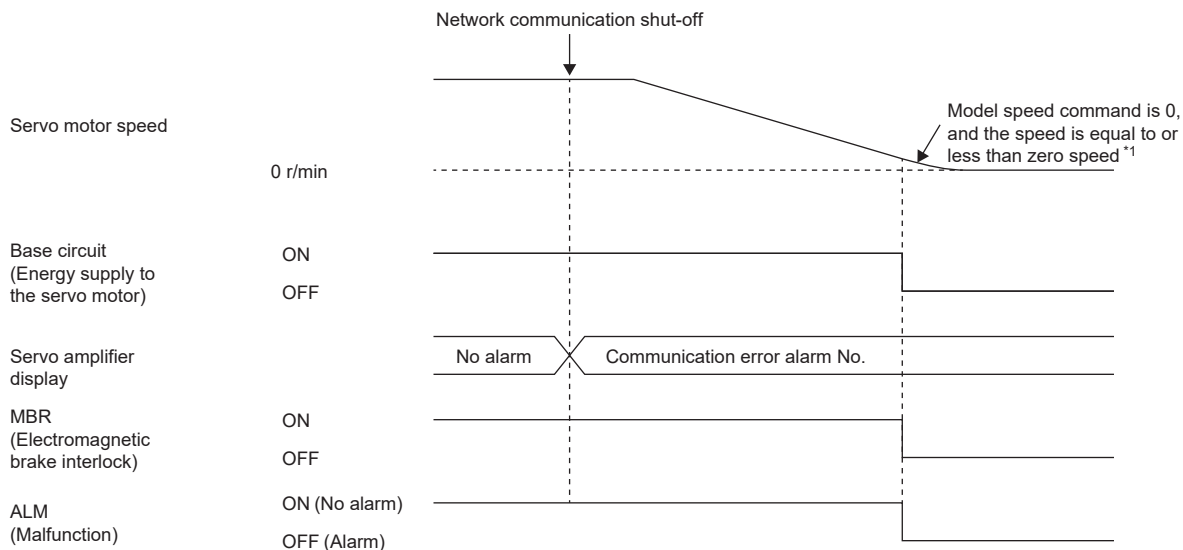 Network communication shut-off
Servo motor speed
0 r/min
Model speed command is 0,
and the speed is equal to or
less than zero speed *1
Base circuit
(Energy supply to
the servo motor)
ON
OFF
Servo amplifier
display
No alarm
Communication error alarm No.
MBR
(Electromagnetic
brake interlock)
ON
OFF
ALM
(Malfunction)
ON (No alarm)
OFF (Alarm)